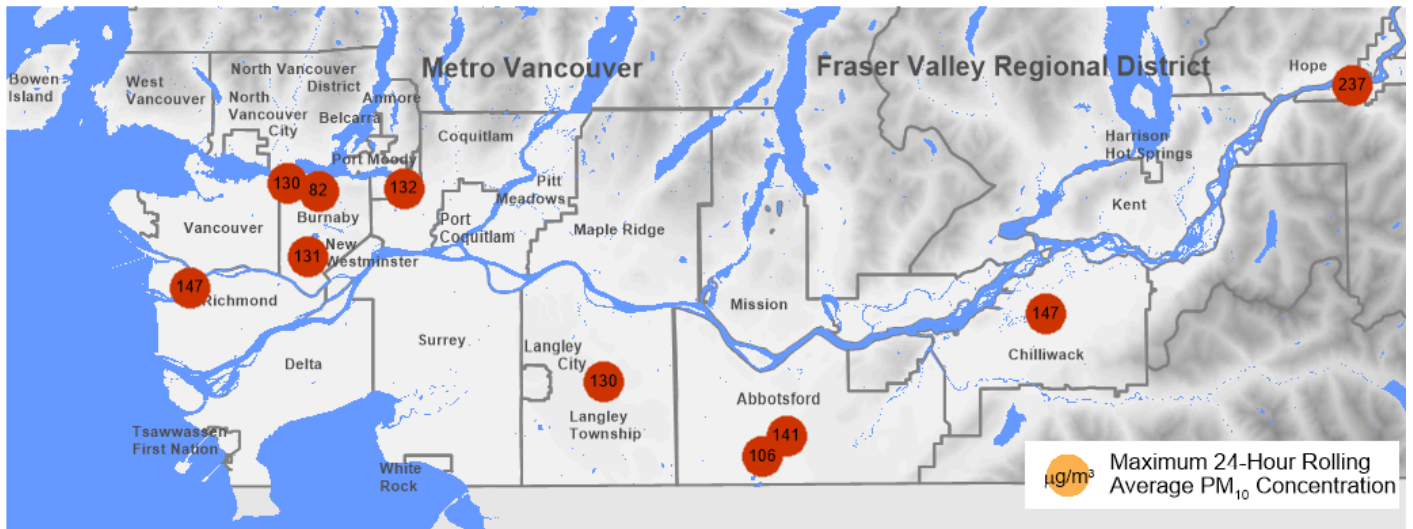 Metro Vancouver
Fraser Valley Regional District
Bowen
Island
West
Vancouver
North Vancouver
District
North
Vancouver
City
Belcarra
Anmore
Port Moody
Coquitlam
Pitt
Meadows
Port
Coquitlam
Maple Ridge
Hope
237
Harrison
Hot Springs
Kent
130
82
132
Burnaby
Vancouver
New
Westminster
131
147
Richmond
Mission
147
Chilliwack
Delta
Surrey
Langley
City
130
Langley
Township
Abbotsford
141
106
Tsawwassen
First Nation
White
Rock
µg/m³
Maximum 24-Hour Rolling
Average PM₁₀ Concentration